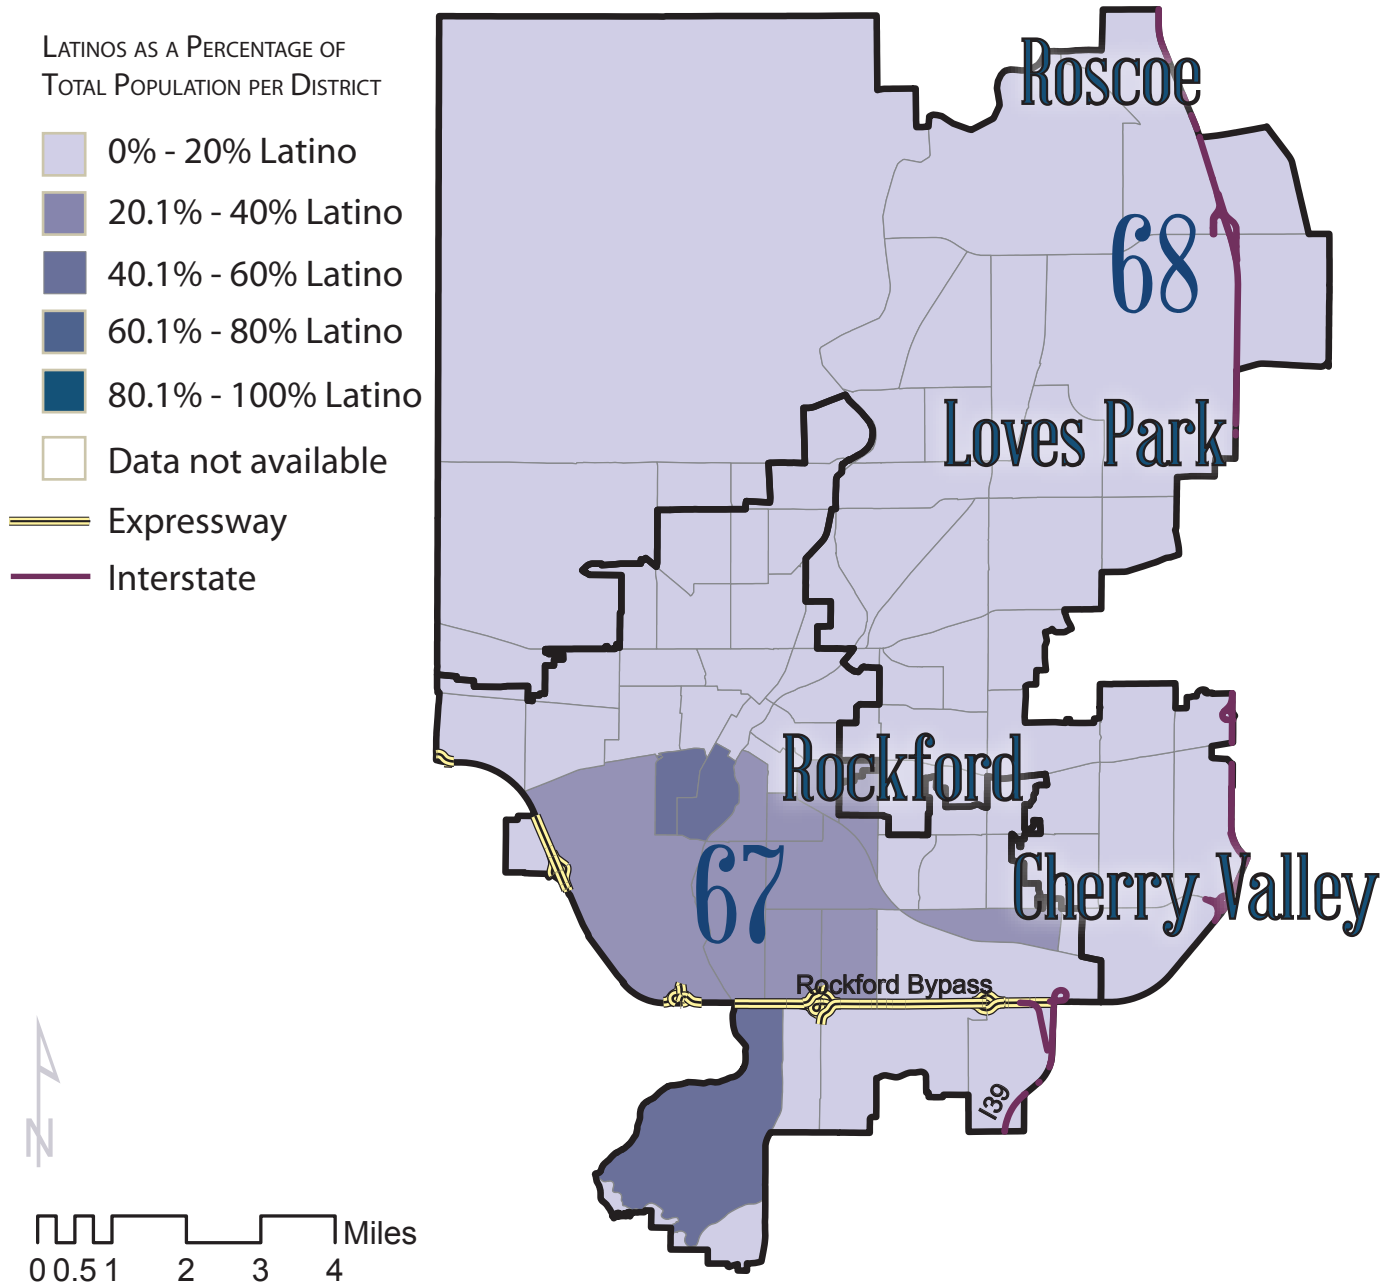 LATINOS AS A PERCENTAGE OF
TOTAL POPULATION PER DISTRICT
0% - 20% Latino
20.1% - 40% Latino
40.1% - 60% Latino
60.1% - 80% Latino
80.1% - 100% Latino
Data not available
Expressway
Interstate
Roscoe
68
Loves Park
Rockford
67
Cherry Valley
Rockford Bypass
I39
N
Miles
0 0.5 1 2 3 4